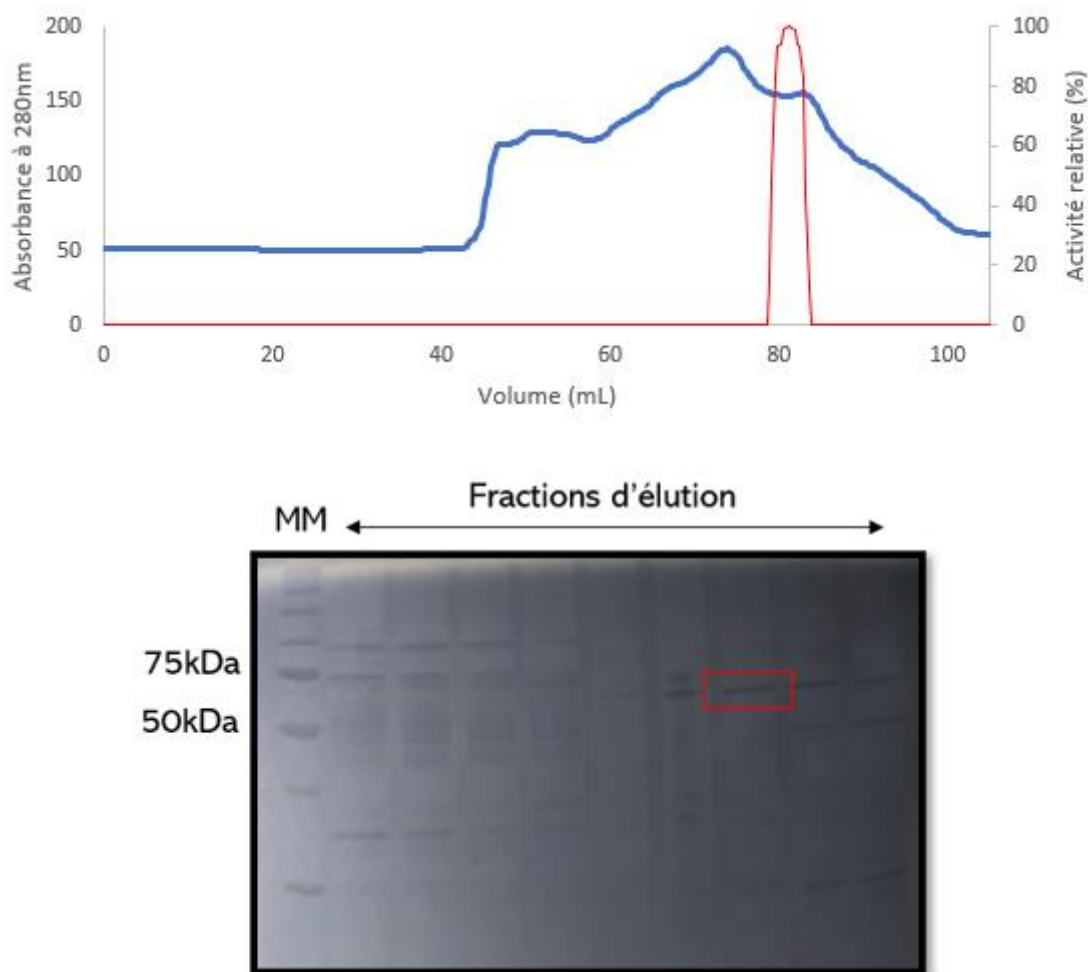 200
150
100
50
0
Absorbance à 280nm
100
80
60
40
20
0
Activité relative (%)
0 20 40 60 80 100
Volume (mL)
Fractions d'élution
MM
75kDa
50kDa